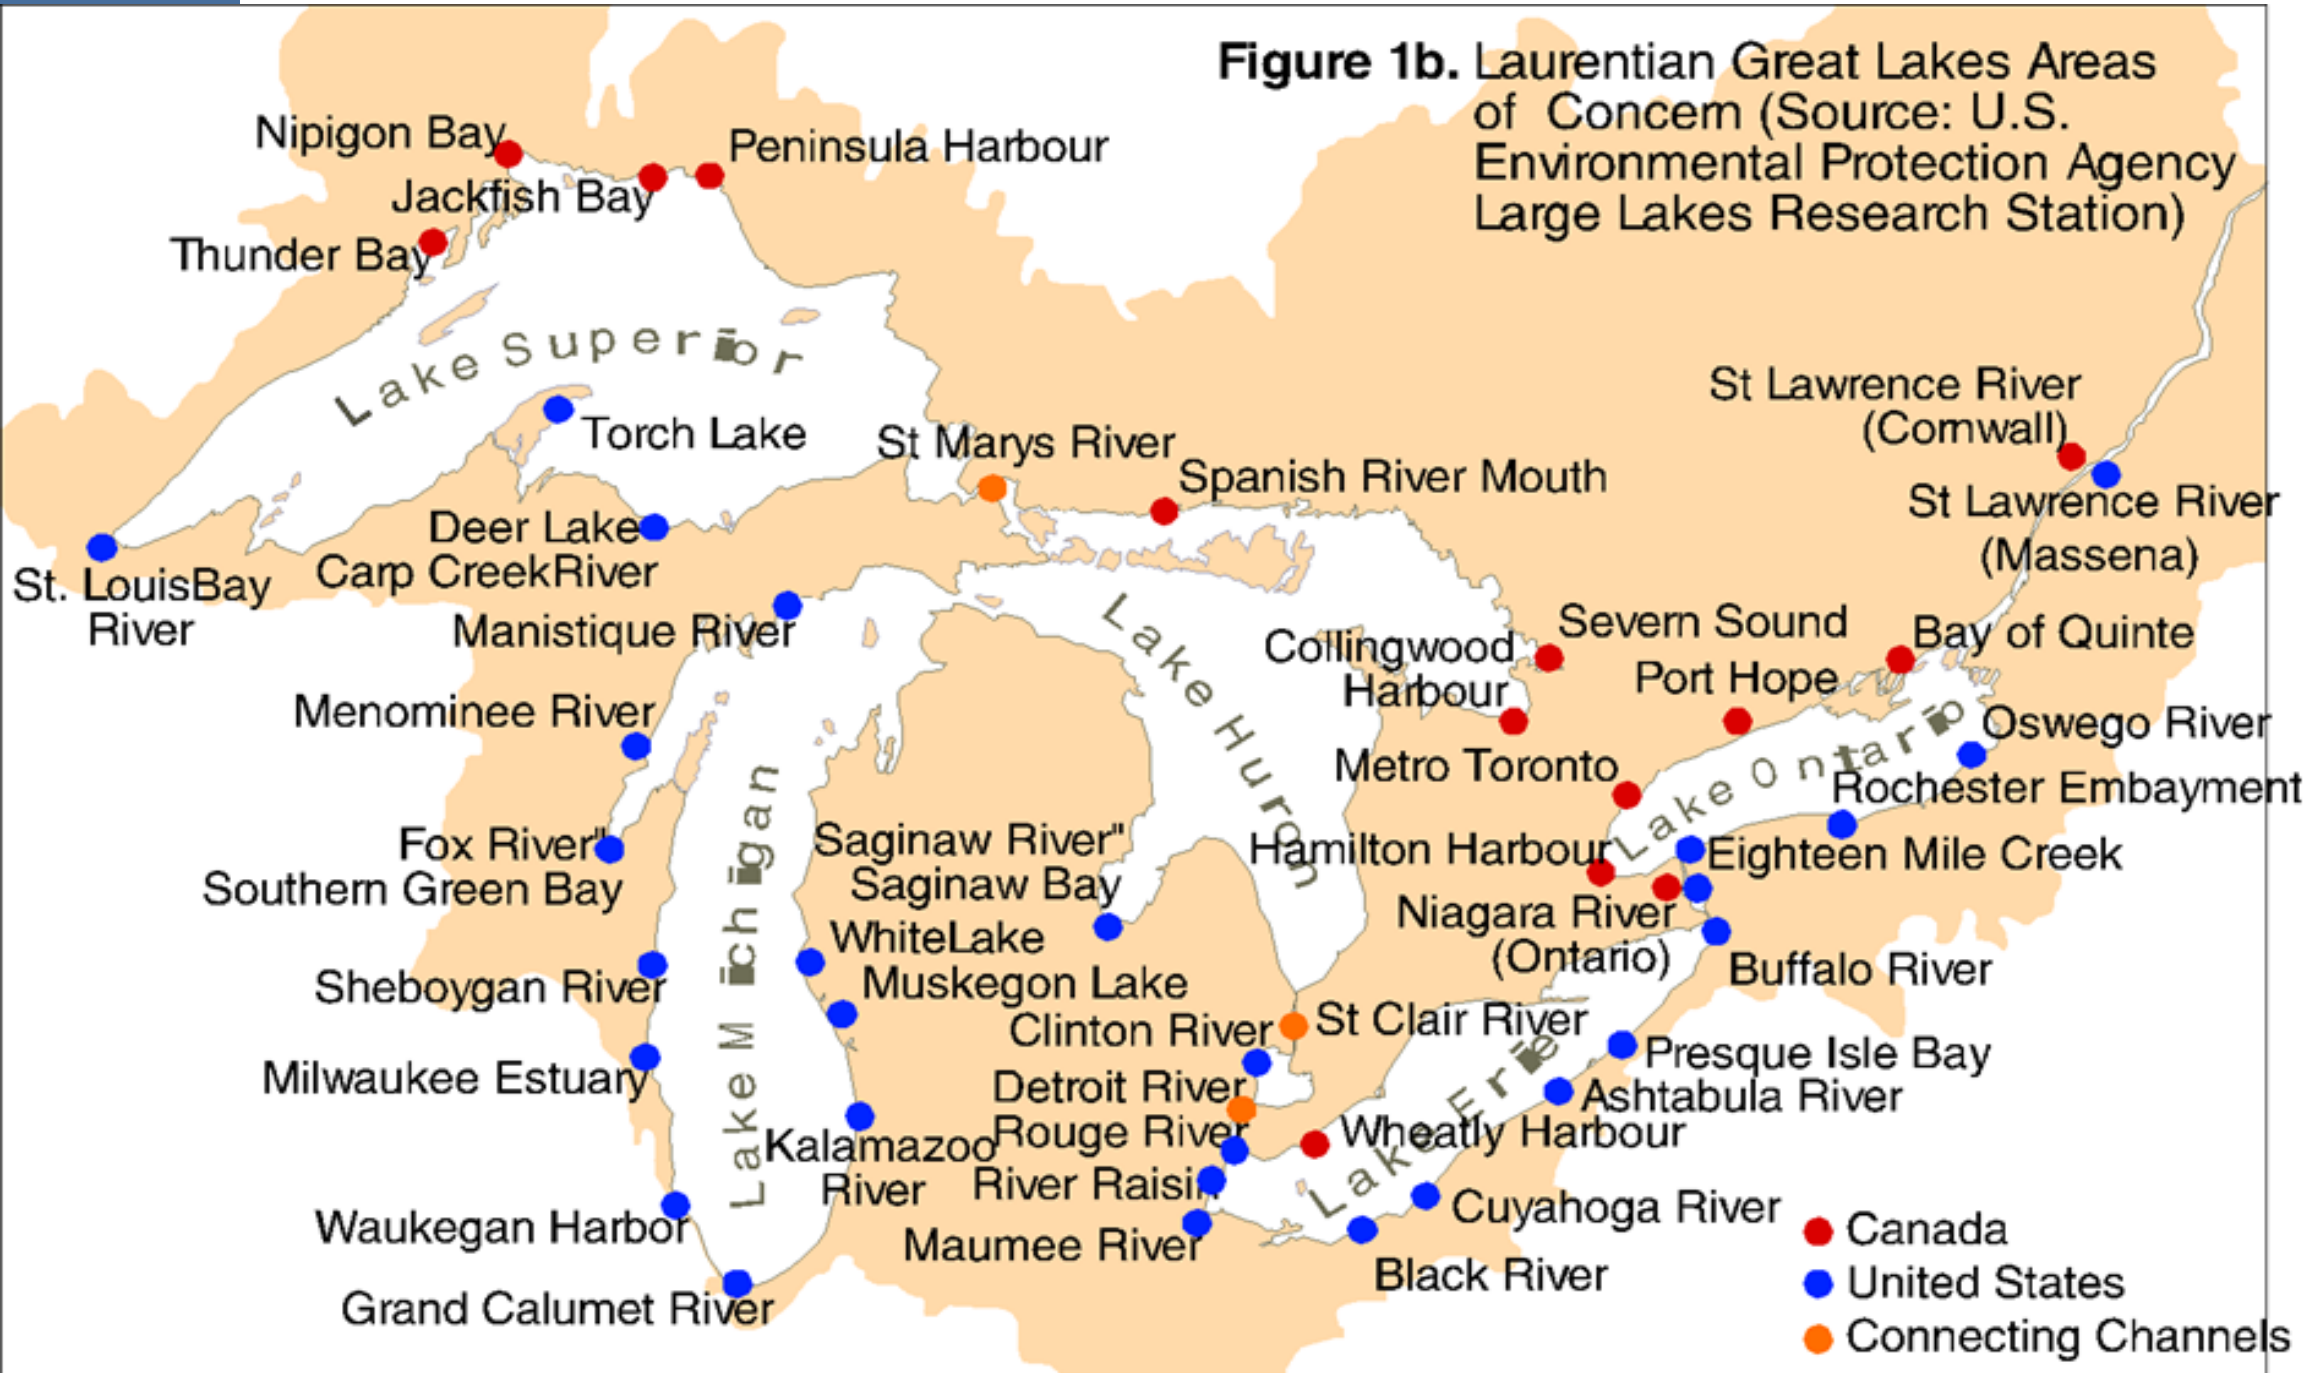 Figure 1b. Laurentian Great Lakes Areas
of Concern (Source: U.S.
Environmental Protection Agency
Large Lakes Research Station)
Nipigon Bay
Peninsula Harbour
Jackfish Bay
Thunder Bay
Lake Superior
Torch Lake
St Marys River
Spanish River Mouth
St Lawrence River
(Cornwall)
St Lawrence River
(Massena)
Deer Lake
Carp CreekRiver
St. LouisBay
River
Manistique River
Lake Huron
Collingwood
Harbour
Severn Sound
Port Hope
Bay of Quinte
Menominee River
Oswego River
Metro Toronto
Lake Ontario
Rochester Embayment
Fox River"
Southern Green Bay
Lake Michigan
Saginaw River"
Saginaw Bay
Hamilton Harbour
Eighteen Mile Creek
Niagara River
(Ontario)
WhiteLake
Muskegon Lake
Buffalo River
Sheboygan River
Clinton River
St Clair River
Milwaukee Estuary
Detroit River
Presque Isle Bay
Ashtabula River
Lake Erie
Kalamazoo
River
Rouge River
Wheatly Harbour
River Raisin
Waukegan Harbor
Maumee River
Cuyahoga River
Black River
Grand Calumet River
Canada
United States
Connecting Channels